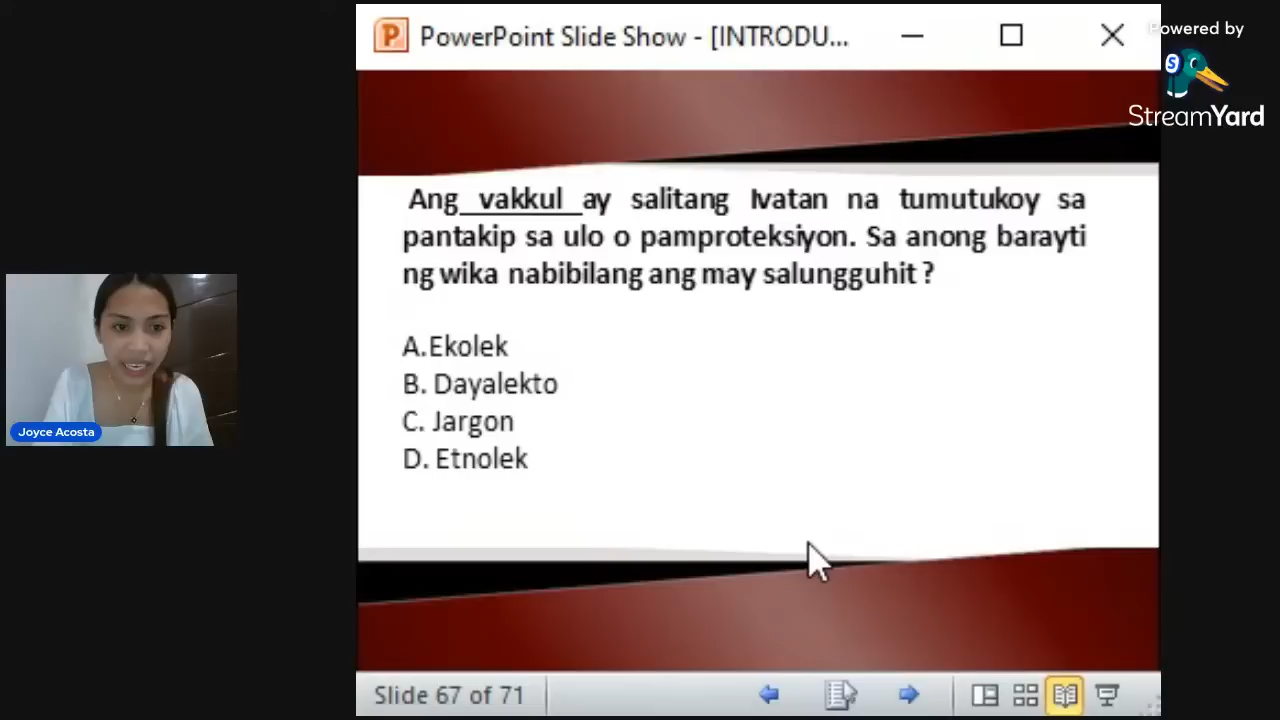 PowerPoint Slide Show - [INTRODU...
Powered by
StreamYard
Ang vakkul ay salitang Ivatan na tumutukoy sa
pantakip sa ulo o pamproteksiyon. Sa anong barayti
ng wika nabibilang ang may salungguhit ?
A.Ekolek
B. Dayalekto
C. Jargon
D. Etnolek
Joyce Acosta
Slide 67 of 71